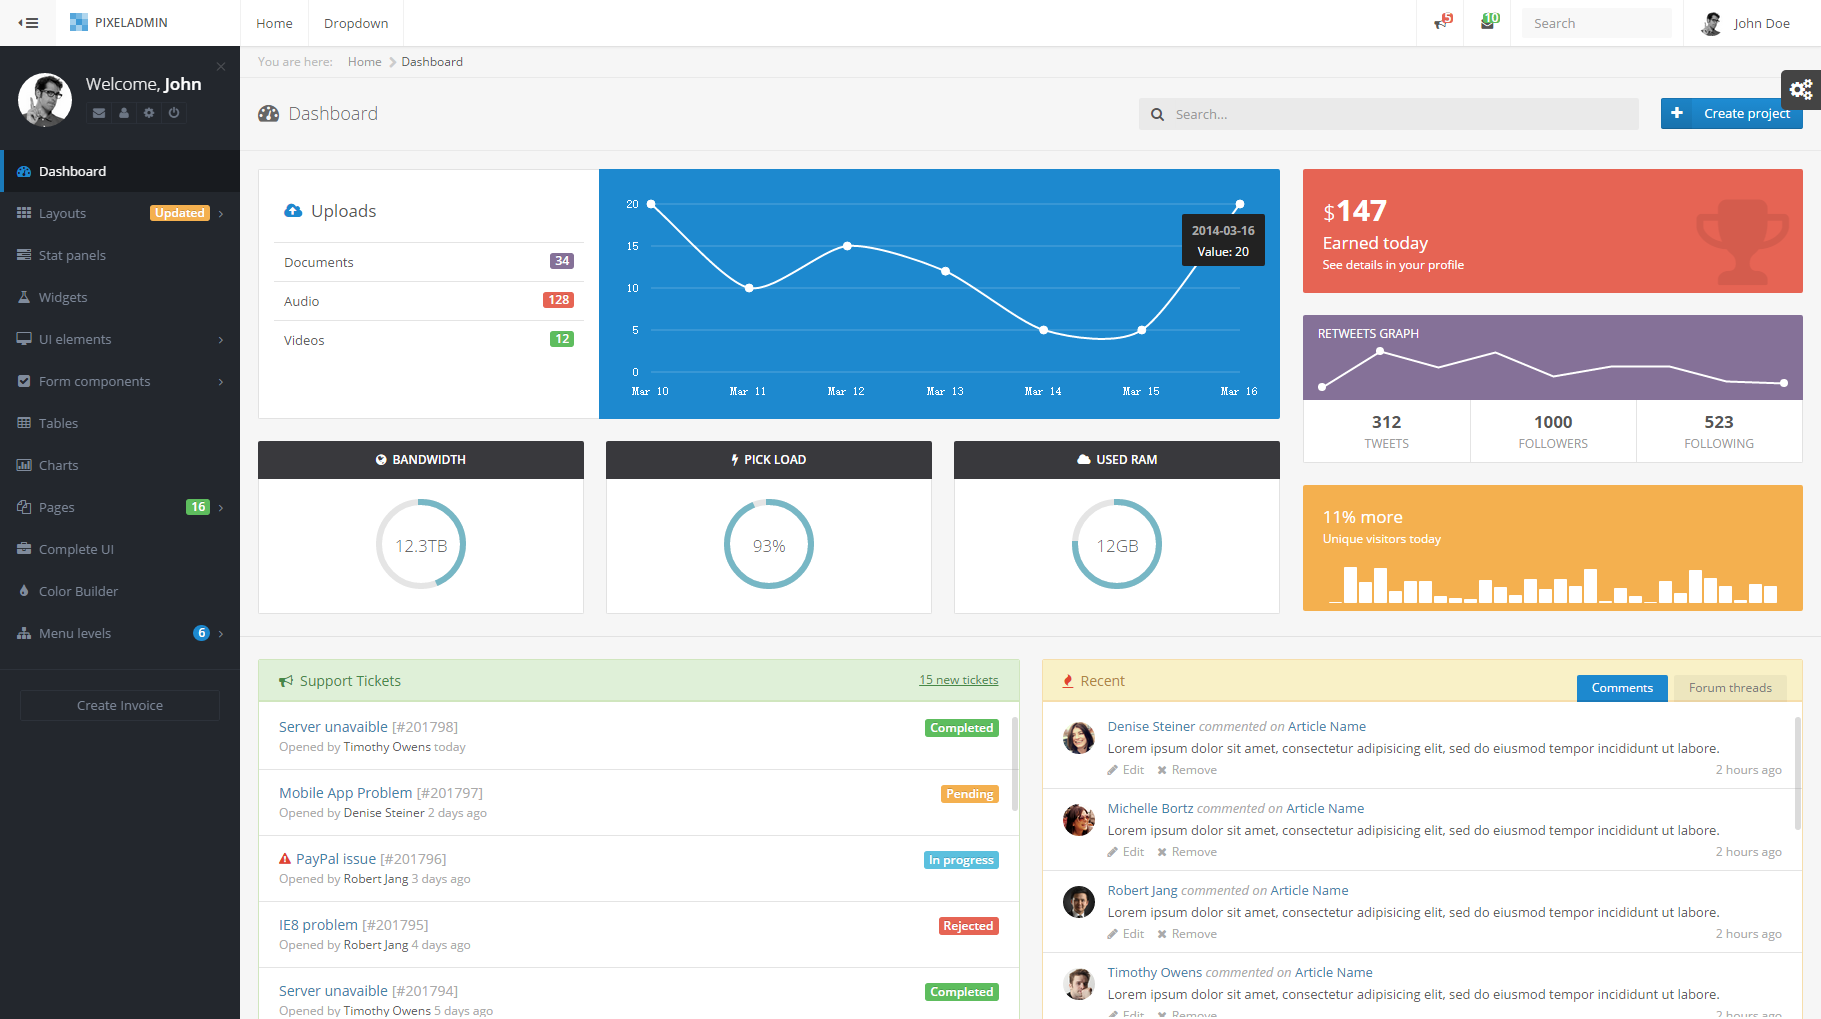 PIXELADMIN
Home
Dropdown
5
10
Search
John Doe
Welcome, John
You are here: Home Dashboard
Dashboard
Search...
Create project
Dashboard
Layouts Updated
Stat panels
Widgets
UI elements
Form components
Tables
Charts
Pages 16
Complete UI
Color Builder
Menu levels 6
Create Invoice
Uploads
Documents 34
Audio 128
Videos 12
20
15
10
5
0
Mar 10 Mar 11 Mar 12 Mar 13 Mar 14 Mar 15 Mar 16
2014-03-16
Value: 20
$147
Earned today
See details in your profile
RETWEETS GRAPH
312 1000 523
TWEETS FOLLOWERS FOLLOWING
BANDWIDTH
12.3TB
PICK LOAD
93%
USED RAM
12GB
11% more
Unique visitors today
Support Tickets 15 new tickets
Server unavaible [#201798] Completed
Opened by Timothy Owens today
Mobile App Problem [#201797] Pending
Opened by Denise Steiner 2 days ago
PayPal issue [#201796] In progress
Opened by Robert Jang 3 days ago
IE8 problem [#201795] Rejected
Opened by Robert Jang 4 days ago
Server unavaible [#201794] Completed
Opened by Timothy Owens 5 days ago
Recent Comments Forum threads
Denise Steiner commented on Article Name
Lorem ipsum dolor sit amet, consectetur adipisicing elit, sed do eiusmod tempor incididunt ut labore.
Edit Remove 2 hours ago
Michelle Bortz commented on Article Name
Lorem ipsum dolor sit amet, consectetur adipisicing elit, sed do eiusmod tempor incididunt ut labore.
Edit Remove 2 hours ago
Robert Jang commented on Article Name
Lorem ipsum dolor sit amet, consectetur adipisicing elit, sed do eiusmod tempor incididunt ut labore.
Edit Remove 2 hours ago
Timothy Owens commented on Article Name
Lorem ipsum dolor sit amet, consectetur adipisicing elit, sed do eiusmod tempor incididunt ut labore.
Edit Remove 2 hours ago